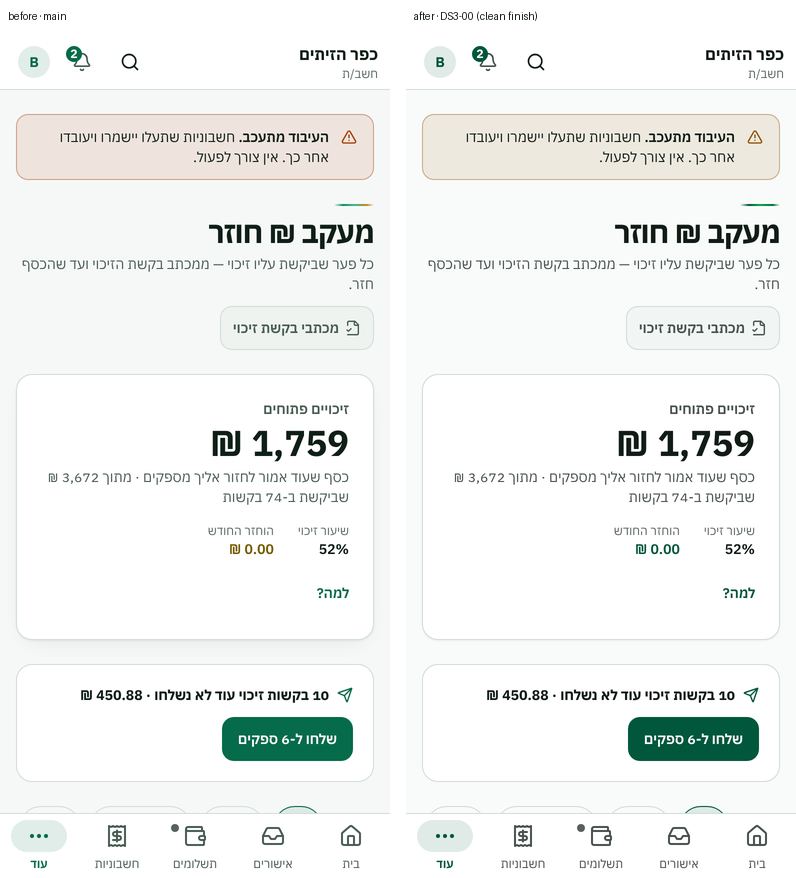 before · main
כפר הזיתים
חשב/ת
2
B
העיבוד מתעכב. חשבוניות שתעלו יישמרו ויעובדו
אחר כך. אין צורך לפעול.
מעקב ₪ חוזר
כל פער שביקשת עליו זיכוי — ממכתב בקשת הזיכוי ועד שהכסף
חזר.
מכתבי בקשת זיכוי
זיכויים פתוחים
1,759 ₪
כסף שעוד אמור לחזור אליך מספקים · מתוך 3,672 ₪
שביקשת ב-74 בקשות
שיעור זיכוי
הוחזר החודש
52%
0.00 ₪
למה?
10 בקשות זיכוי עוד לא נשלחו · 450.88 ₪
שלחו ל-6 ספקים
בית
אישורים
תשלומים
חשבוניות
עוד
after · DS3-00 (clean finish)
כפר הזיתים
חשב/ת
2
B
העיבוד מתעכב. חשבוניות שתעלו יישמרו ויעובדו
אחר כך. אין צורך לפעול.
מעקב ₪ חוזר
כל פער שביקשת עליו זיכוי — ממכתב בקשת הזיכוי ועד שהכסף
חזר.
מכתבי בקשת זיכוי
זיכויים פתוחים
1,759 ₪
כסף שעוד אמור לחזור אליך מספקים · מתוך 3,672 ₪
שביקשת ב-74 בקשות
שיעור זיכוי
הוחזר החודש
52%
0.00 ₪
למה?
10 בקשות זיכוי עוד לא נשלחו · 450.88 ₪
שלחו ל-6 ספקים
בית
אישורים
תשלומים
חשבוניות
עוד